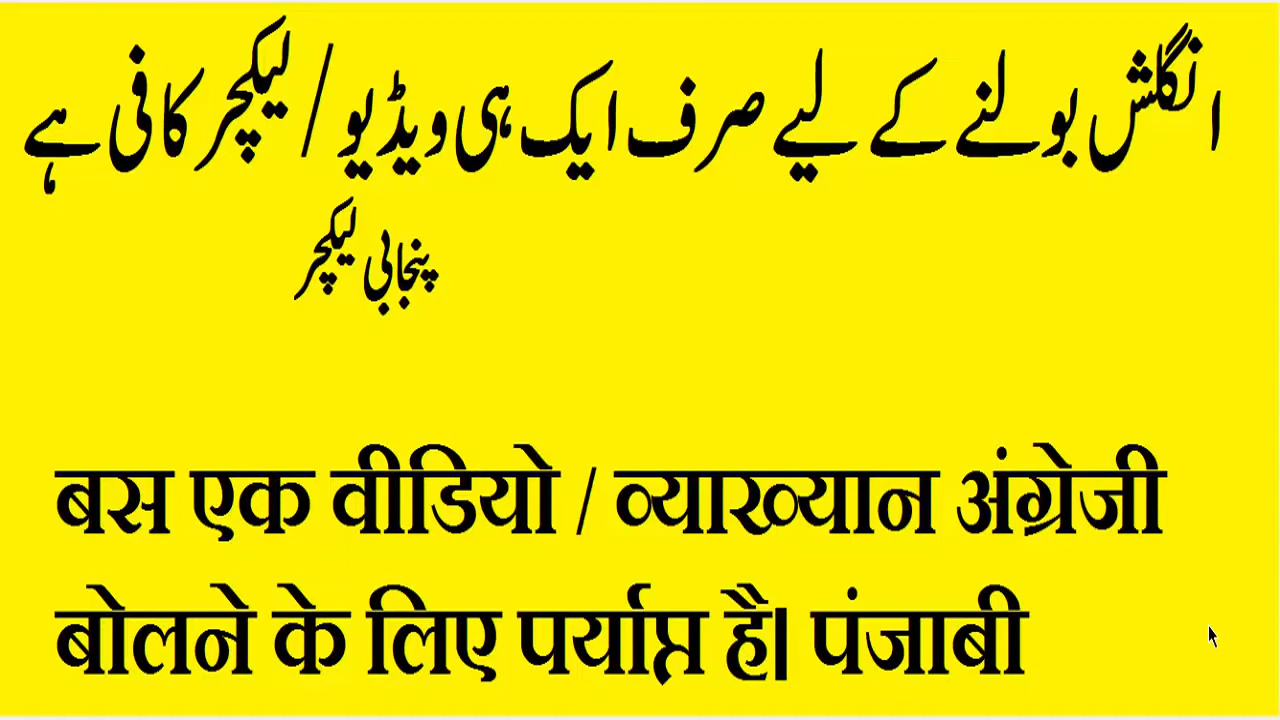 انگلش بولنے کے لیے صرف ایک ہی ویڈیو / لیکچر کافی ہے
پنجابی لیکچر
बस एक वीडियो / व्याख्यान अंग्रेजी
बोलने के लिए पर्याप्त है। पंजाबी